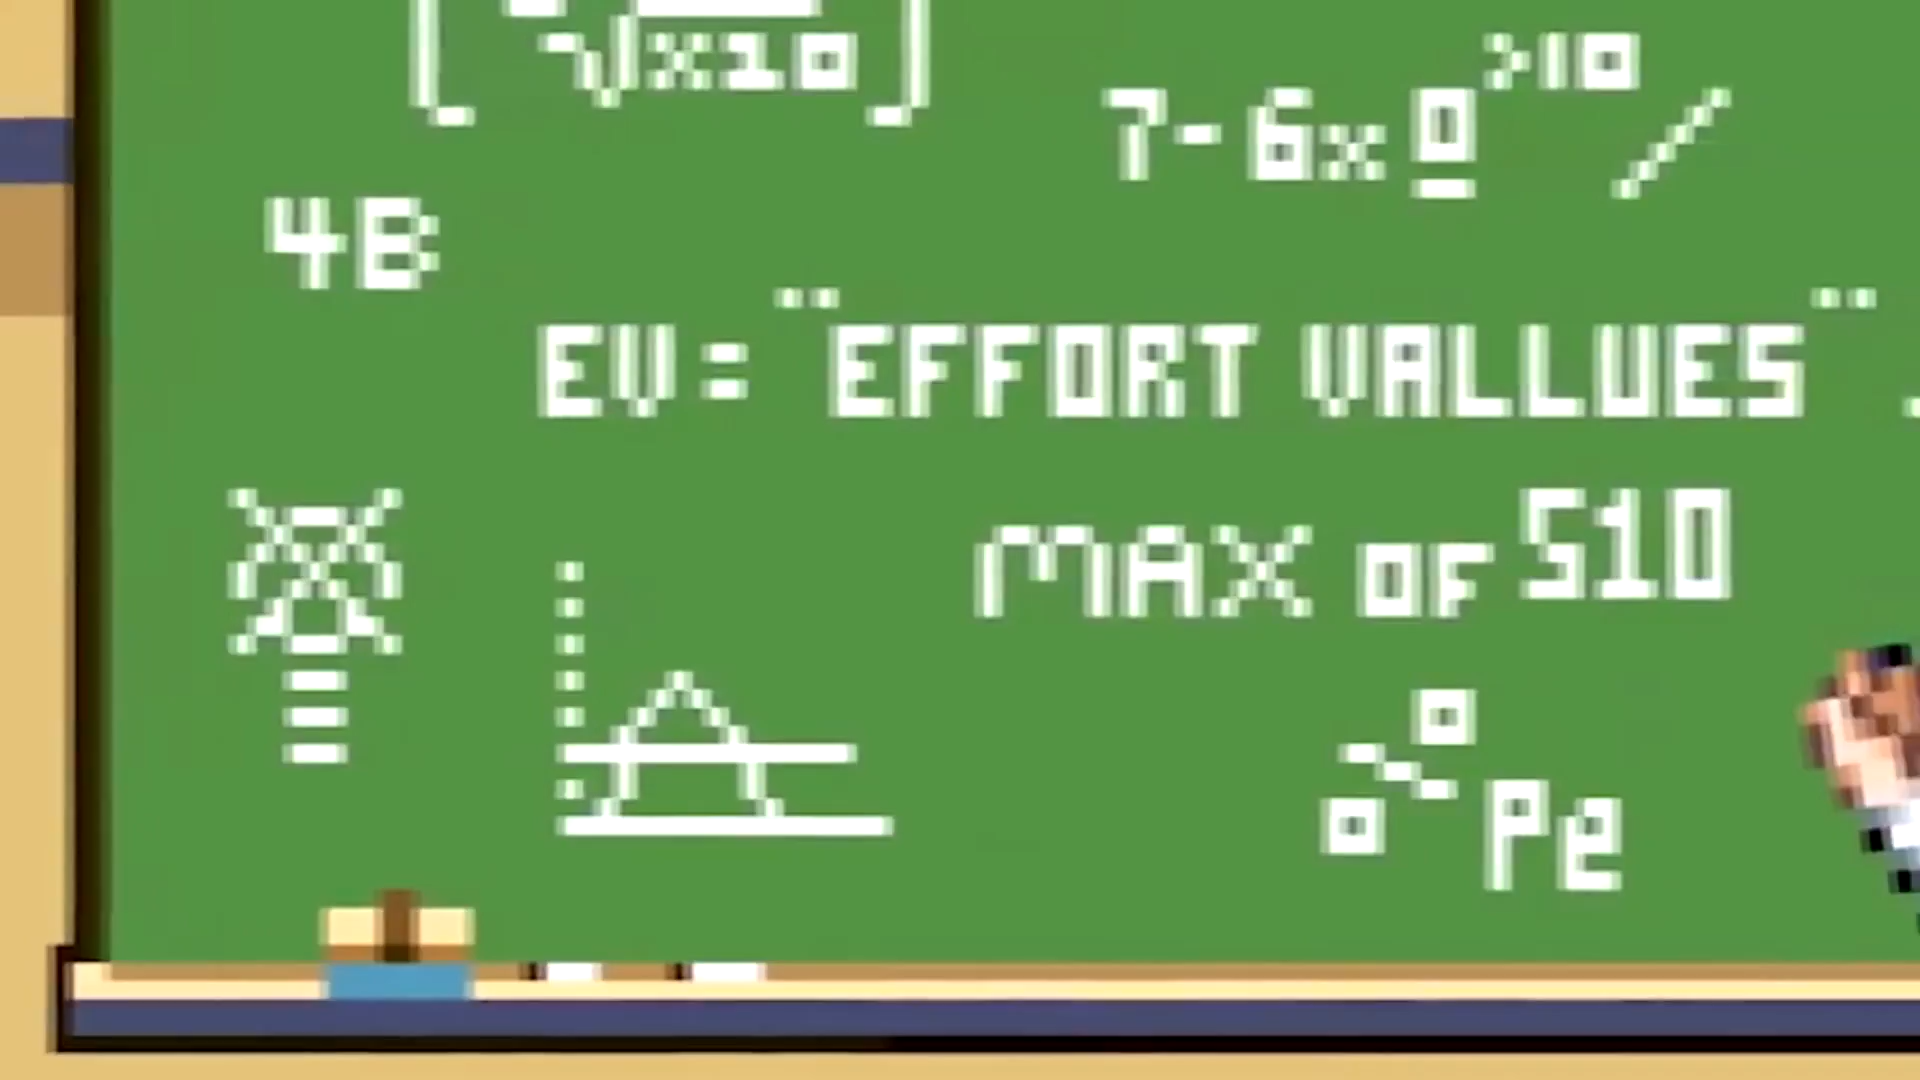 √x10
7-6x0>10/
4B
EV="EFFORT VALLUES".
MAX OF 510
Pe